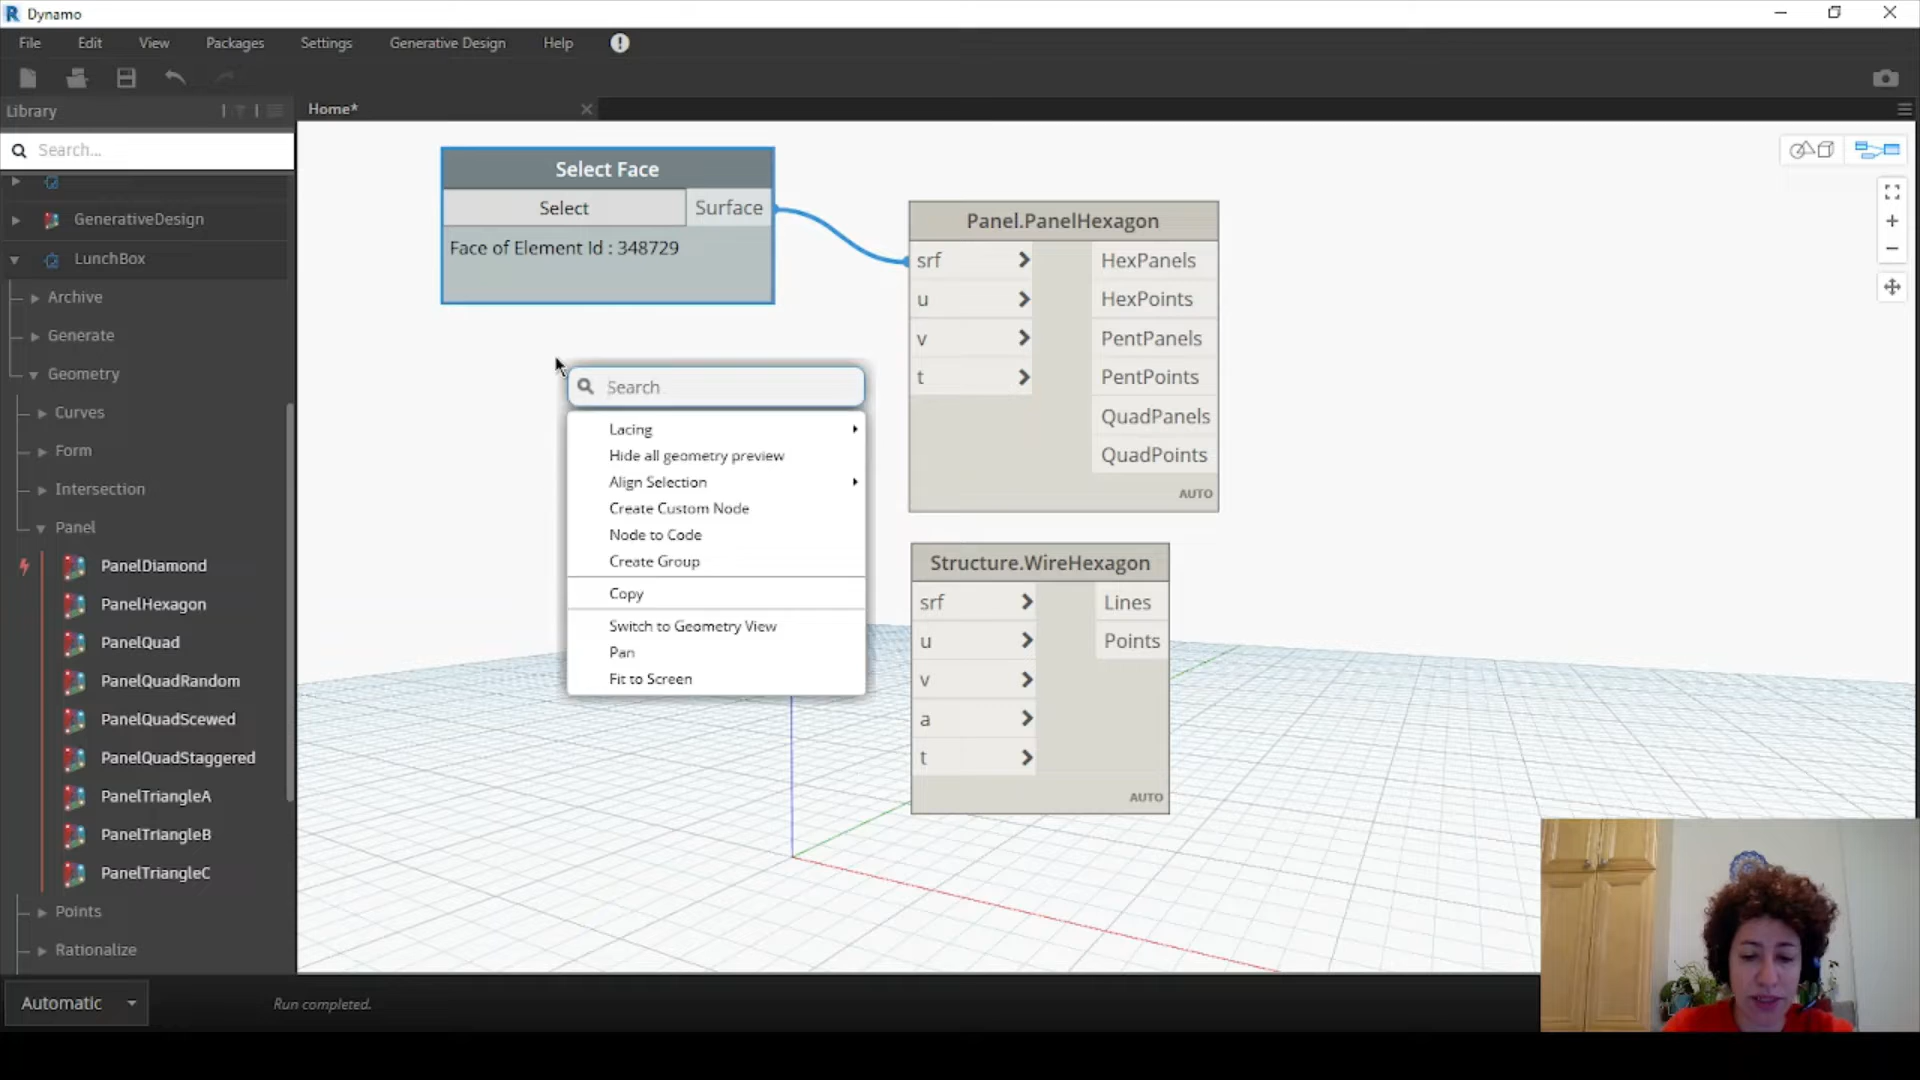 Dynamo
File Edit View Packages Settings Generative Design Help
Library
Home*
Search...
GenerativeDesign
LunchBox
Archive
Generate
Geometry
Curves
Form
Intersection
Panel
PanelDiamond
PanelHexagon
PanelQuad
PanelQuadRandom
PanelQuadScewed
PanelQuadStaggered
PanelTriangleA
PanelTriangleB
PanelTriangleC
Points
Rationalize
Select Face
Select Surface
Face of Element Id : 348729
Search
Lacing
Hide all geometry preview
Align Selection
Create Custom Node
Node to Code
Create Group
Copy
Switch to Geometry View
Pan
Fit to Screen
Panel.PanelHexagon
srf > HexPanels
u > HexPoints
v > PentPanels
t > PentPoints
QuadPanels
QuadPoints
AUTO
Structure.WireHexagon
srf > Lines
u > Points
v >
a >
t >
AUTO
Automatic
Run completed.